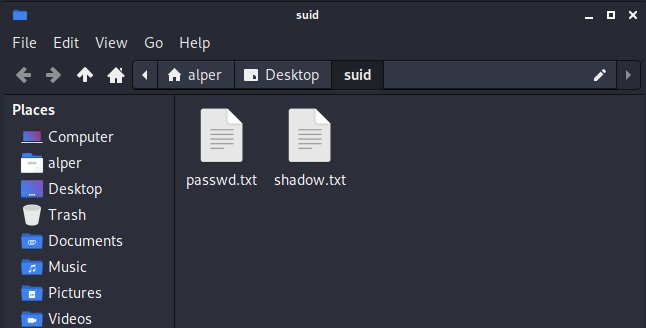 suid
File Edit View Go Help
alper Desktop suid
Places
Computer
alper
Desktop
Trash
Documents
Music
Pictures
Videos
passwd.txt shadow.txt